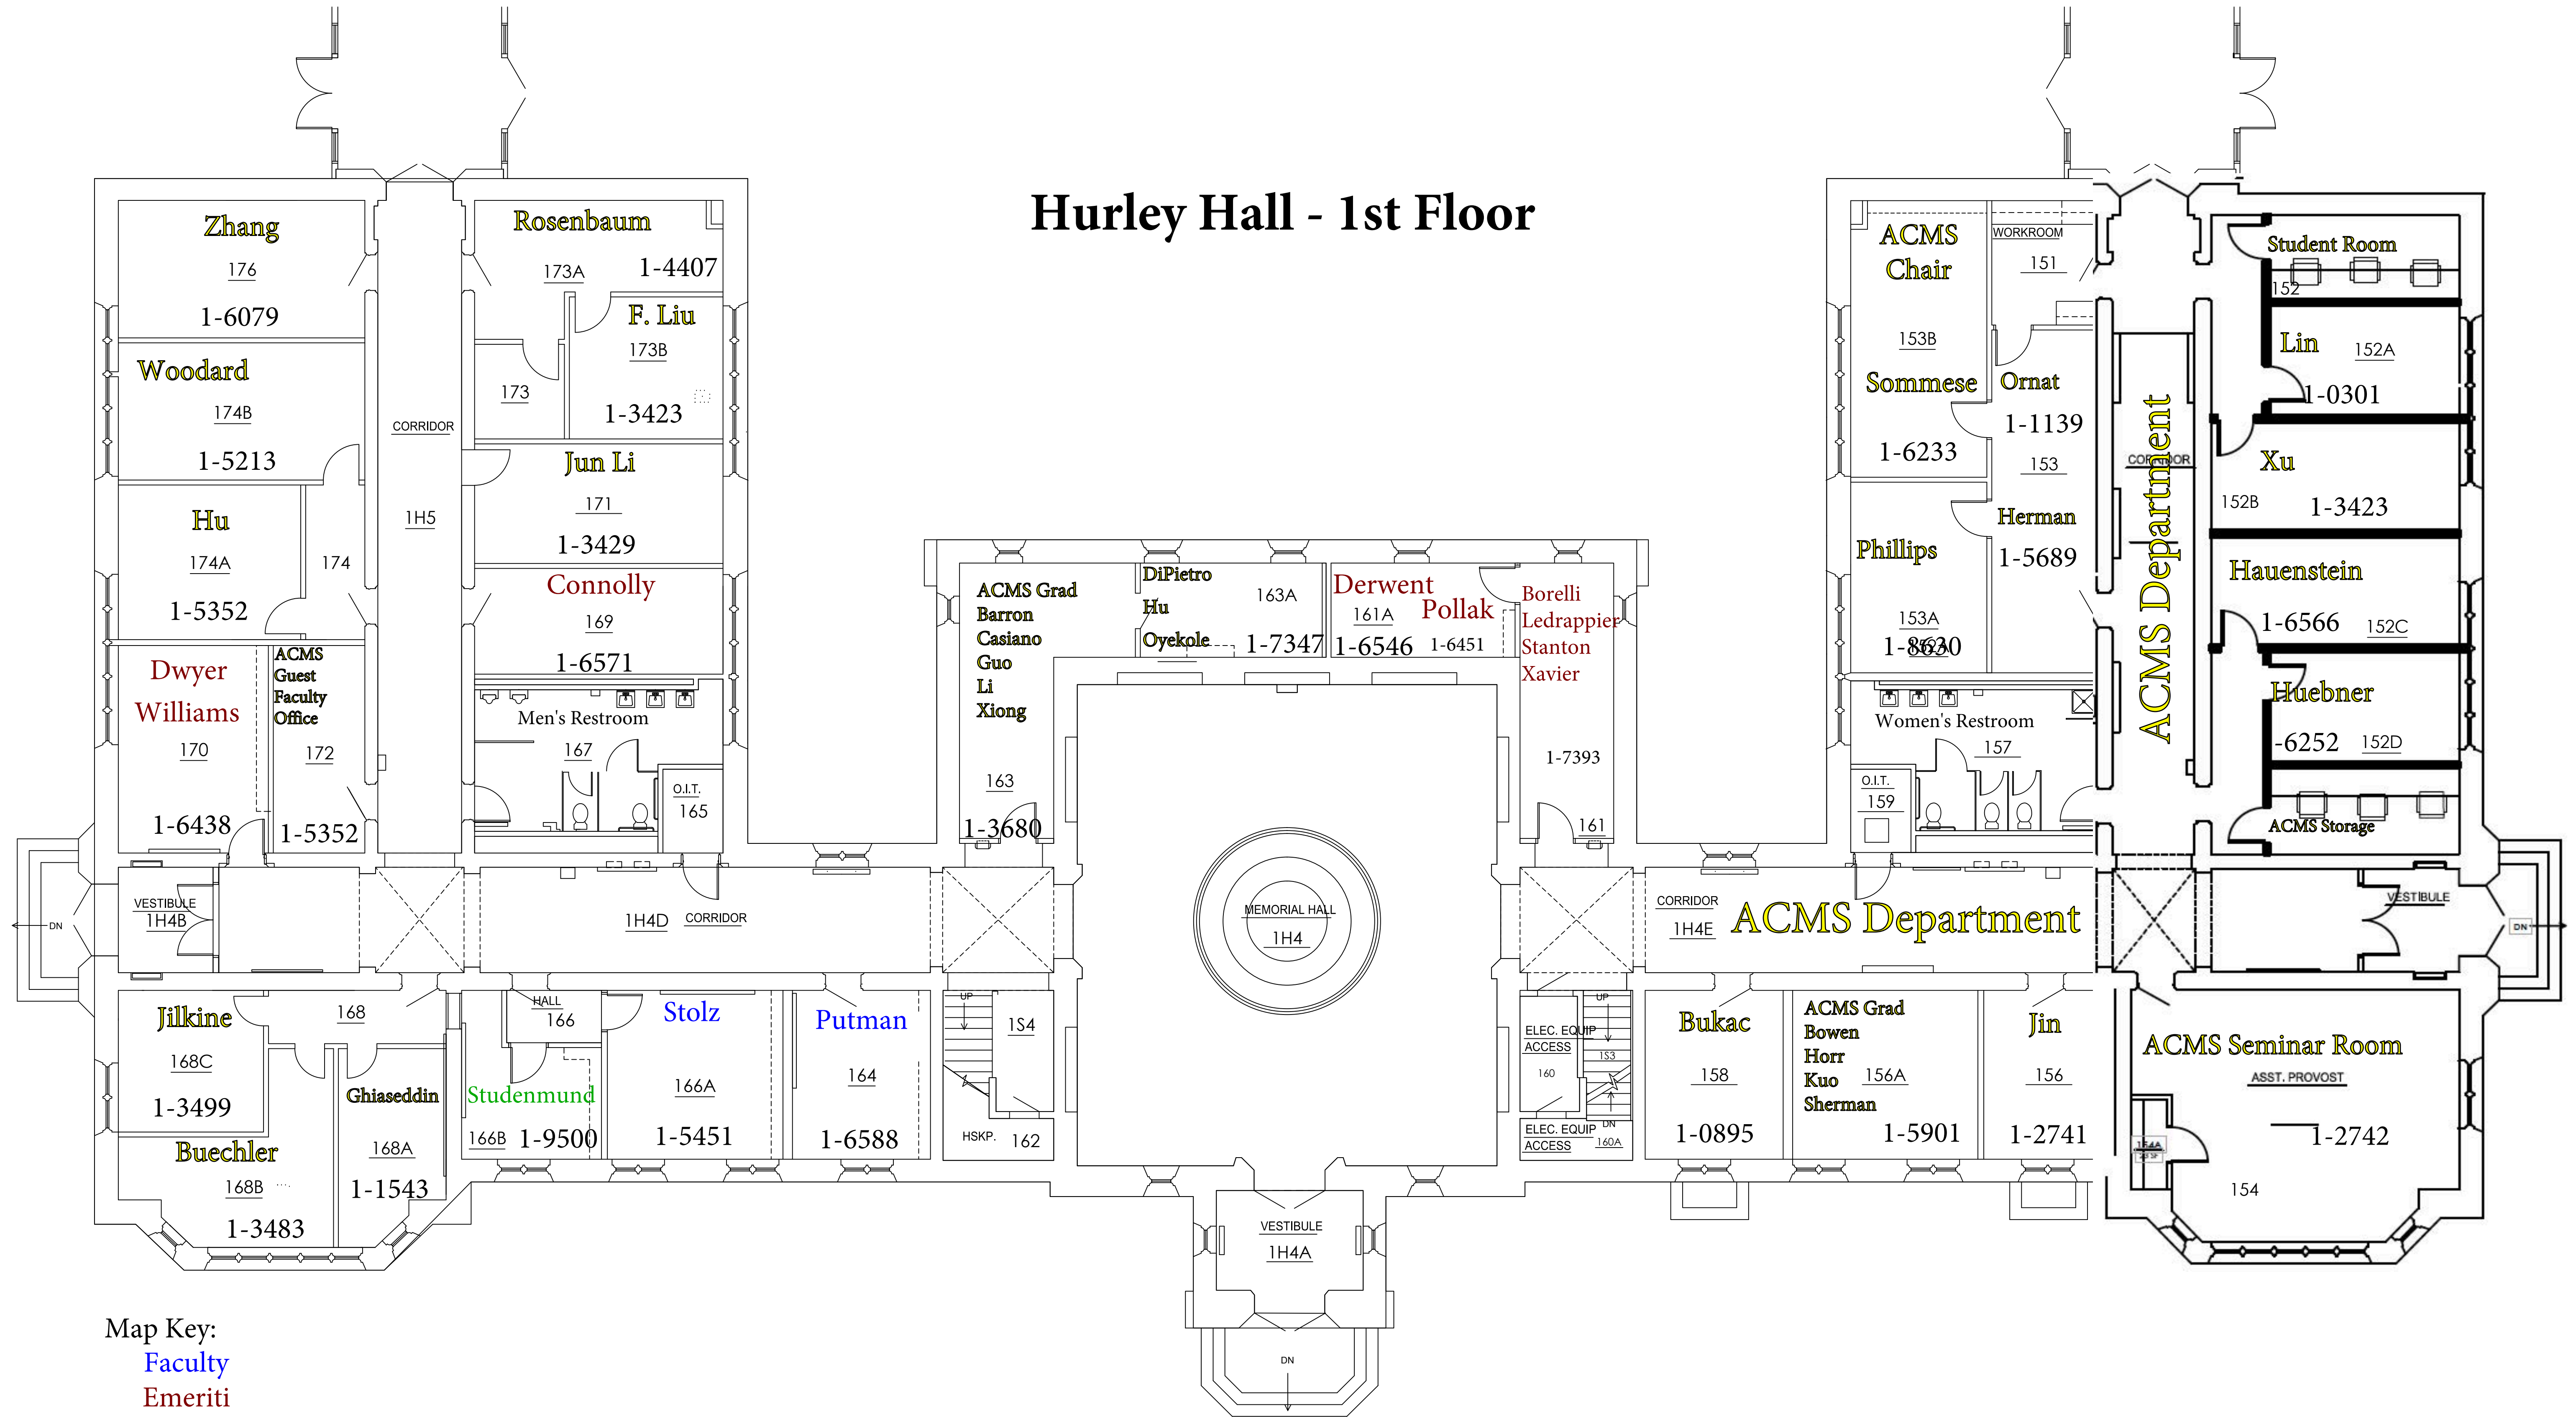 Hurley Hall - 1st Floor
Zhang
176
1-6079
Woodard
174B
1-5213
Hu
174A
1-5352
174
Dwyer
Williams
170
1-6438
ACMS
Guest
Faculty
Office
172
1-5352
CORRIDOR
1H5
Rosenbaum
173A
1-4407
F. Liu
173B
1-3423
173
Jun Li
171
1-3429
Connolly
169
1-6571
Men's Restroom
167
O.I.T.
165
ACMS Grad
Barron
Casiano
Guo
Li
Xiong
163
1-3680
DiPietro
Hu
Oyekole
163A
1-7347
Derwent
161A
Pollak
1-6546
1-6451
Borelli
Ledrappier
Stanton
Xavier
1-7393
161
ACMS
Chair
153B
Sommese
1-6233
WORKROOM
151
Ornat
1-1139
153
Herman
1-5689
Phillips
153A
1-8630
Women's Restroom
157
O.I.T.
159
CORRIDOR
ACMS Department
Student Room
152
Lin
152A
1-0301
Xu
152B
1-3423
Hauenstein
1-6566
152C
Huebner
-6252
152D
ACMS Storage
DN
VESTIBULE
1H4B
1H4D
CORRIDOR
MEMORIAL HALL
1H4
CORRIDOR
1H4E
ACMS Department
VESTIBULE
DN
Jilkine
168C
1-3499
168
Buechler
168B
1-3483
Ghiaseddin
168A
1-1543
HALL
166
Studenmund
166B
1-9500
Stolz
166A
1-5451
Putman
164
1-6588
UP
1S4
HSKP.
162
ELEC. EQUIP
ACCESS
160
UP
1S3
DN
ELEC. EQUIP
ACCESS
160A
Bukac
158
1-0895
ACMS Grad
Bowen
Horr
Kuo
Sherman
156A
1-5901
Jin
156
1-2741
ACMS Seminar Room
ASST. PROVOST
1-2742
154A
154
VESTIBULE
1H4A
DN
Map Key:
Faculty
Emeriti